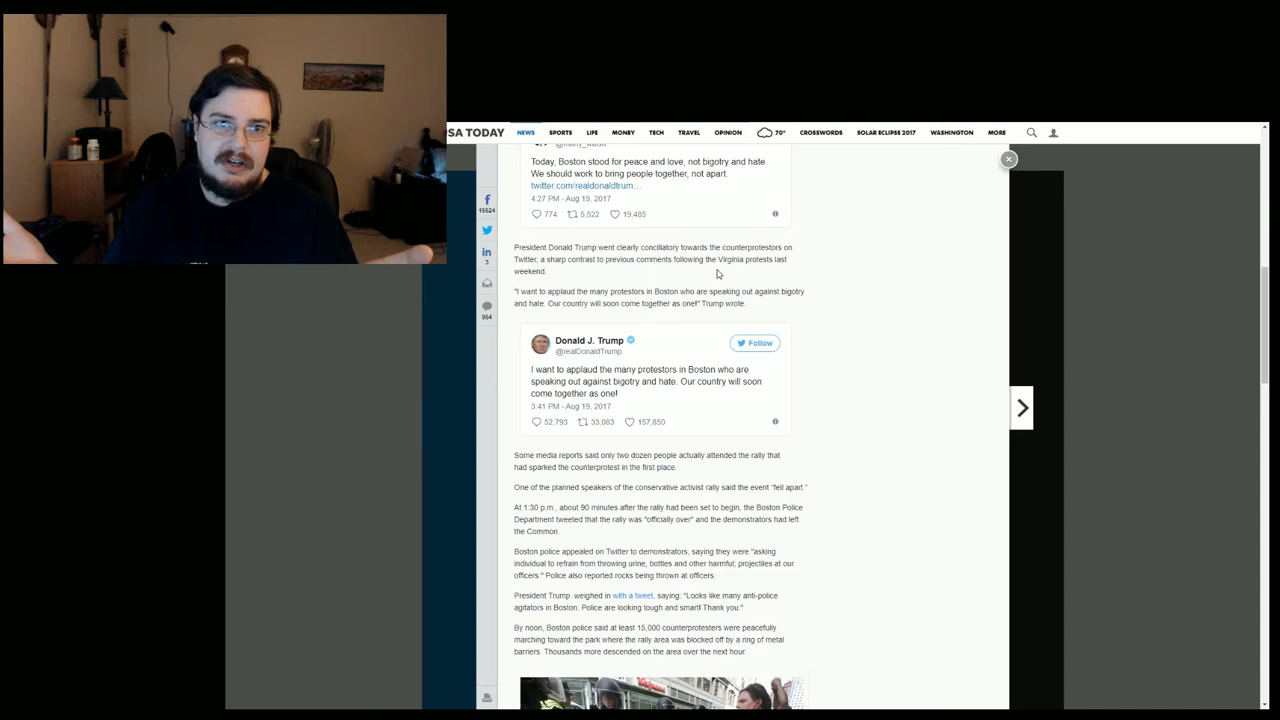 SA TODAY NEWS SPORTS LIFE MONEY TECH TRAVEL OPINION 70° CROSSWORDS SOLAR ECLIPSE 2017 WASHINGTON MORE
Today, Boston stood for peace and love, not bigotry and hate.
We should work to bring people together, not apart.
twitter.com/realdonaldtrum…
4:27 PM - Aug 19, 2017
774 5,522 19,485
15524
3
954
President Donald Trump went clearly conciliatory towards the counterprotestors on
Twitter, a sharp contrast to previous comments following the Virginia protests last
weekend.
"I want to applaud the many protestors in Boston who are speaking out against bigotry
and hate. Our country will soon come together as one!" Trump wrote.
Donald J. Trump
@realDonaldTrump
Follow
I want to applaud the many protestors in Boston who are
speaking out against bigotry and hate. Our country will soon
come together as one!
3:41 PM - Aug 19, 2017
52,793 33,083 157,850
Some media reports said only two dozen people actually attended the rally that
had sparked the counterprotest in the first place.
One of the planned speakers of the conservative activist rally said the event “fell apart.”
At 1:30 p.m., about 90 minutes after the rally had been set to begin, the Boston Police
Department tweeted that the rally was "officially over" and the demonstrators had left
the Common.
Boston police appealed on Twitter to demonstrators, saying they were "asking
individual to refrain from throwing urine, bottles and other harmful; projectiles at our
officers." Police also reported rocks being thrown at officers.
President Trump weighed in with a tweet, saying: "Looks like many anti-police
agitators in Boston. Police are looking tough and smart! Thank you."
By noon, Boston police said at least 15,000 counterprotesters were peacefully
marching toward the park where the rally area was blocked off by a ring of metal
barriers. Thousands more descended on the area over the next hour.